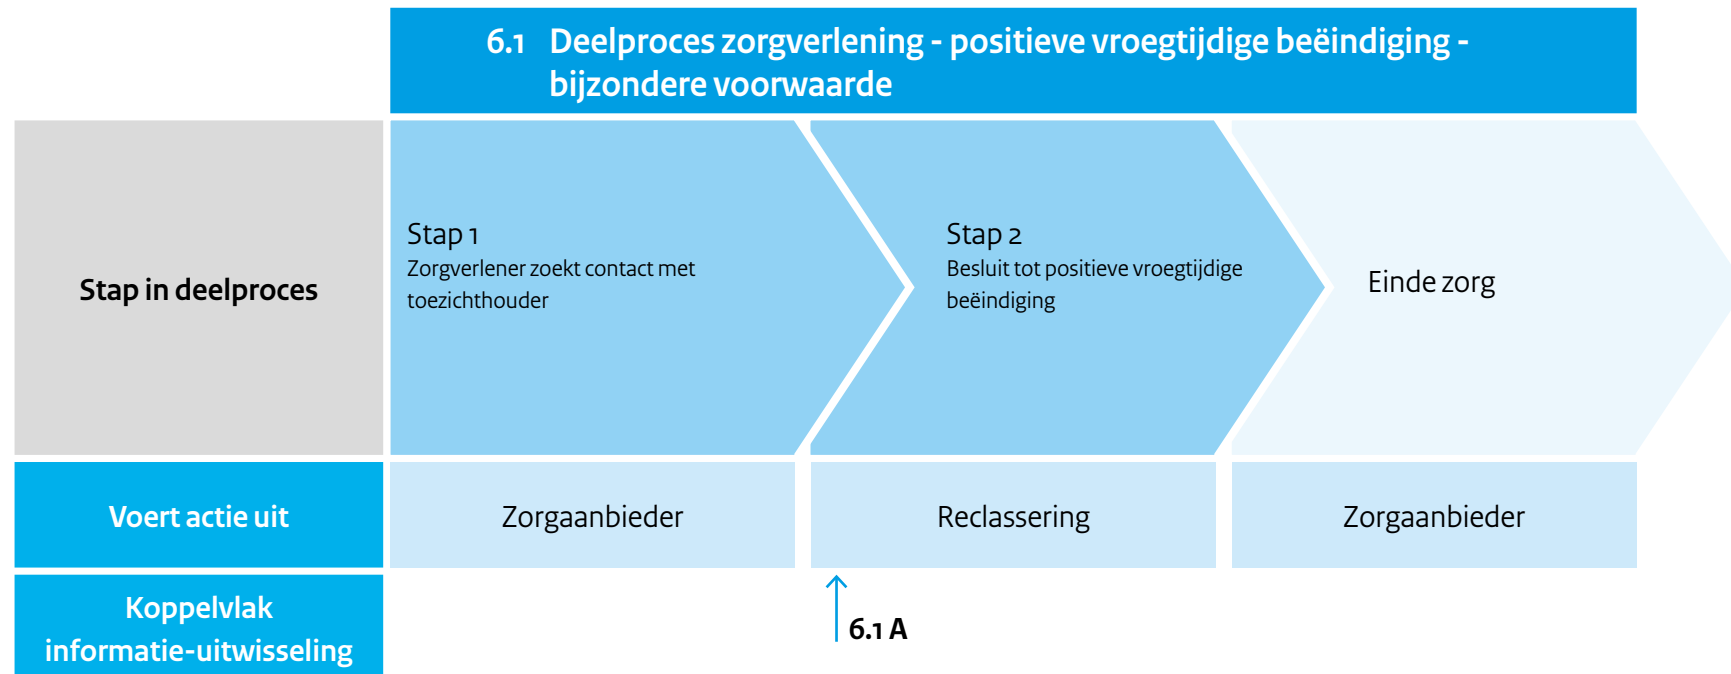 6.1 Deelproces zorgverlening - positieve vroegtijdige beëindiging -
bijzondere voorwaarde
Stap in deelproces
Stap 1
Zorgverlener zoekt contact met
toezichthouder
Stap 2
Besluit tot positieve vroegtijdige
beëindiging
Einde zorg
Voert actie uit
Zorgaanbieder
Reclassering
Zorgaanbieder
Koppelvlak
informatie-uitwisseling
6.1 A